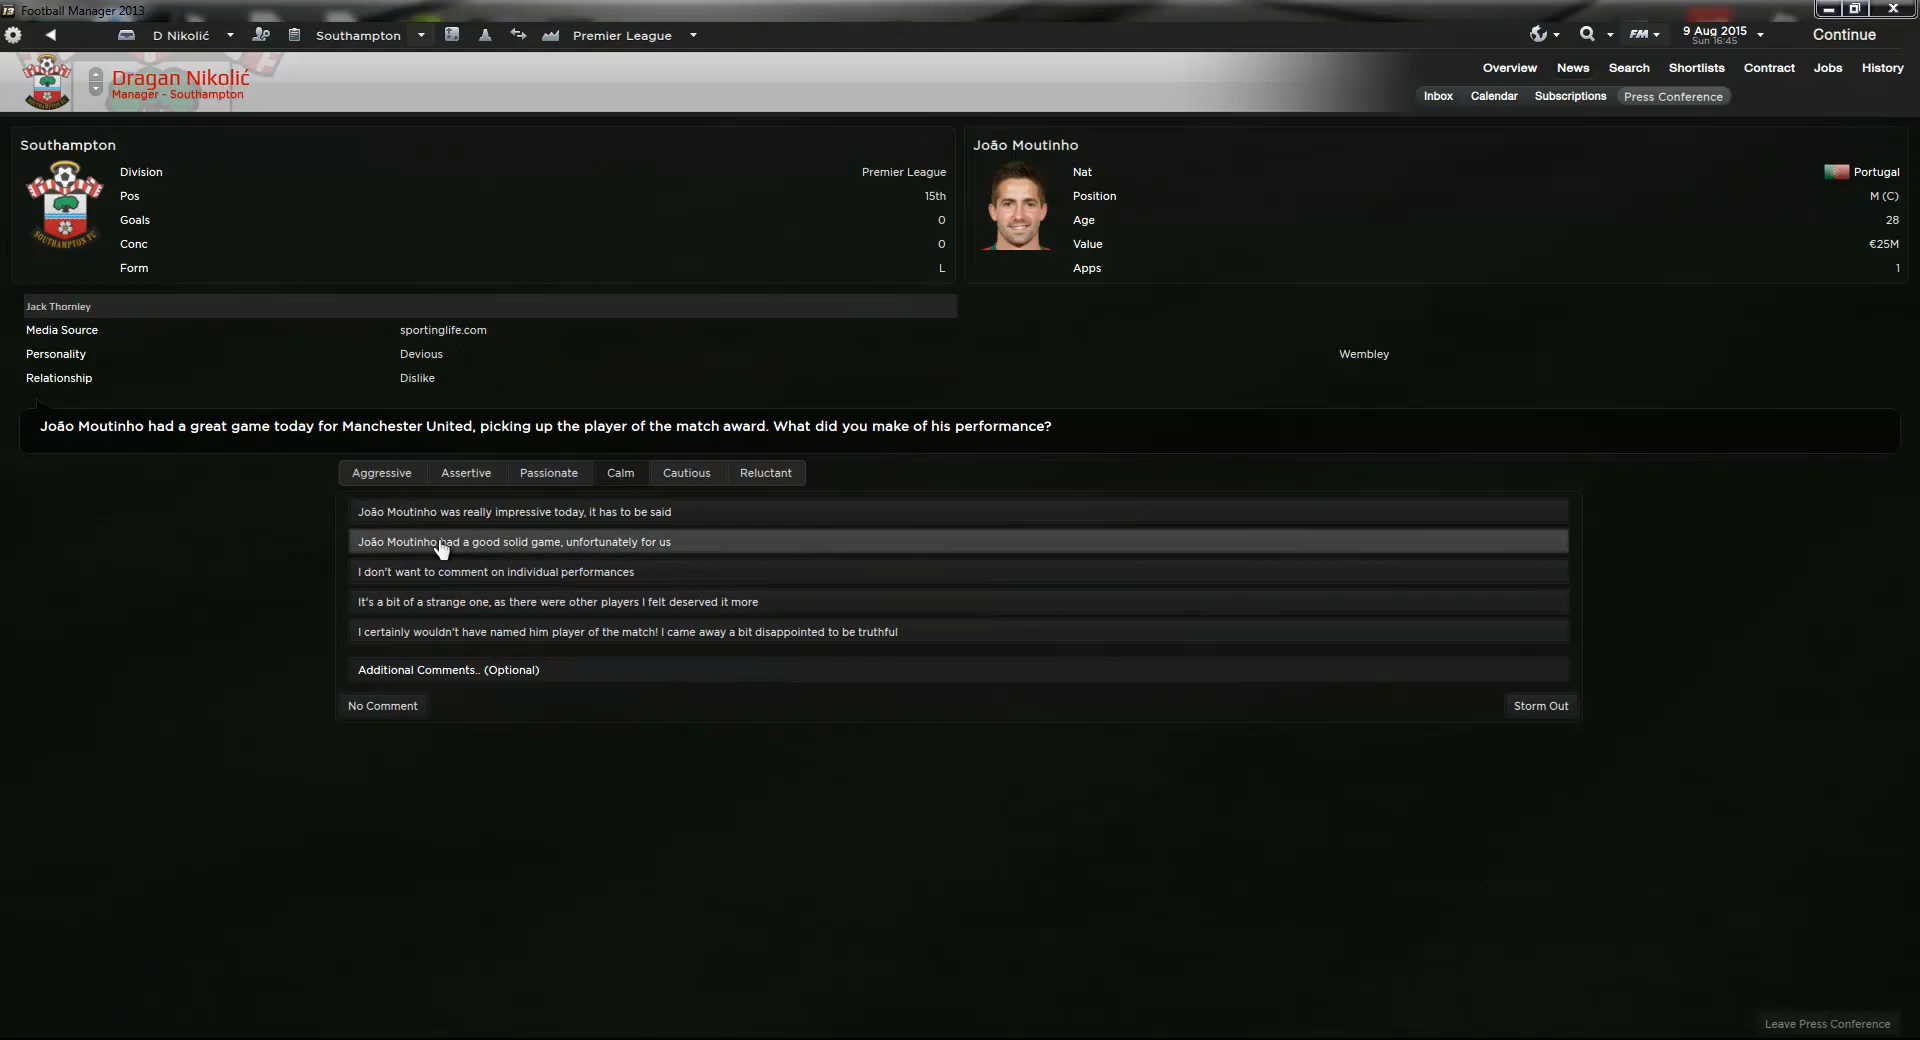 Football Manager 2013
D Nikolić Southampton Premier League FM 9 Aug 2015 Continue
Sun 16:45
Dragan Nikolić
Manager - Southampton
Overview News Search Shortlists Contract Jobs History
Inbox Calendar Subscriptions Press Conference
Southampton
Division Premier League
Pos 15th
Goals 0
Conc 0
Form L
SOUTHAMPTON FC
João Moutinho
Nat Portugal
Position M (C)
Age 28
Value €25M
Apps 1
Jack Thornley
Media Source sportinglife.com
Personality Devious
Wembley
Relationship Dislike
João Moutinho had a great game today for Manchester United, picking up the player of the match award. What did you make of his performance?
Aggressive Assertive Passionate Calm Cautious Reluctant
João Moutinho was really impressive today, it has to be said
João Moutinho had a good solid game, unfortunately for us
I don't want to comment on individual performances
It's a bit of a strange one, as there were other players I felt deserved it more
I certainly wouldn't have named him player of the match! I came away a bit disappointed to be truthful
Additional Comments.. (Optional)
No Comment Storm Out
Leave Press Conference